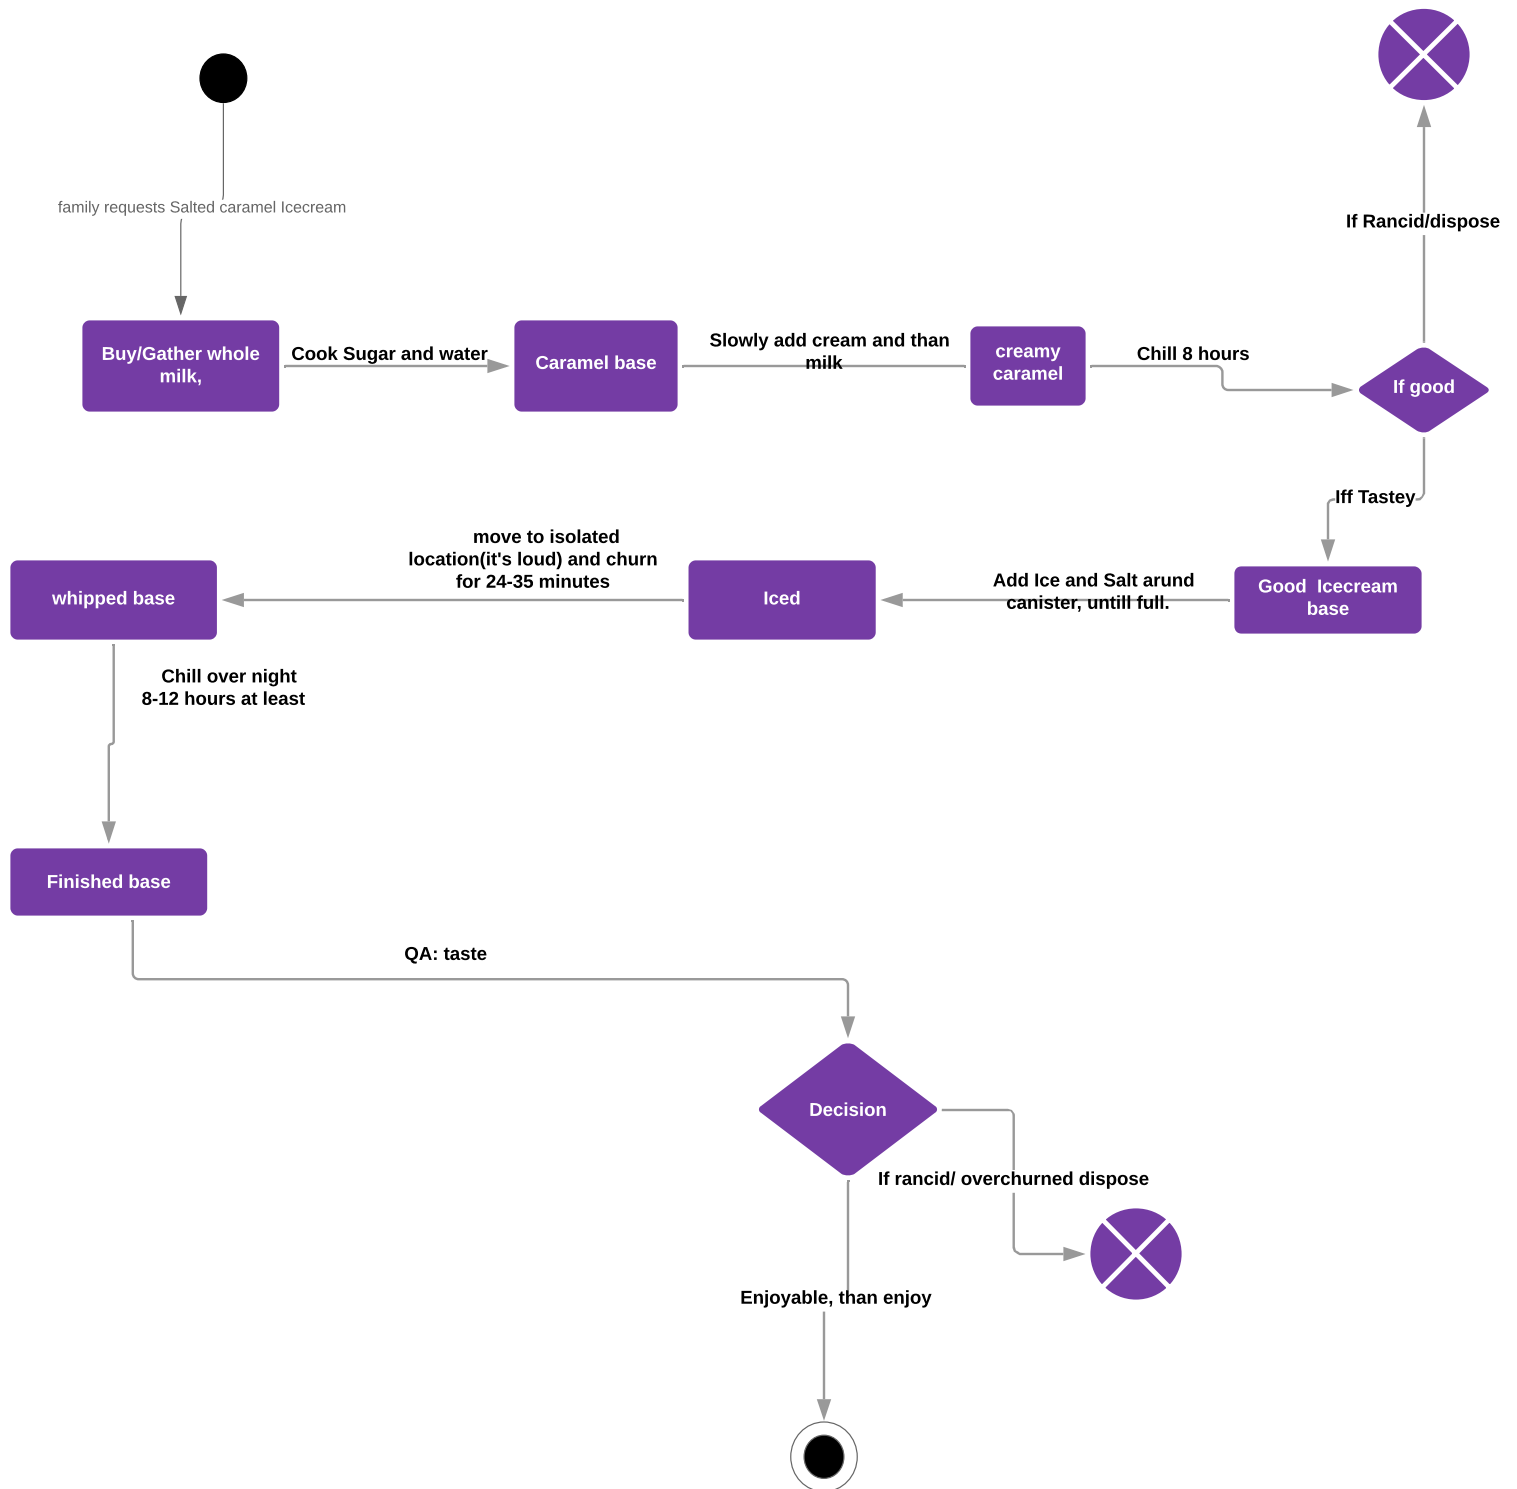 family requests Salted caramel Icecream
If Rancid/dispose
Buy/Gather whole
milk,
Cook Sugar and water
Caramel base
Slowly add cream and than
milk
creamy
caramel
Chill 8 hours
If good
Iff Tastey
Good  Icecream
base
Add Ice and Salt arund
canister, untill full.
Iced
move to isolated
location(it's loud) and churn
for 24-35 minutes
whipped base
Chill over night
8-12 hours at least
Finished base
QA: taste
Decision
If rancid/ overchurned dispose
Enjoyable, than enjoy